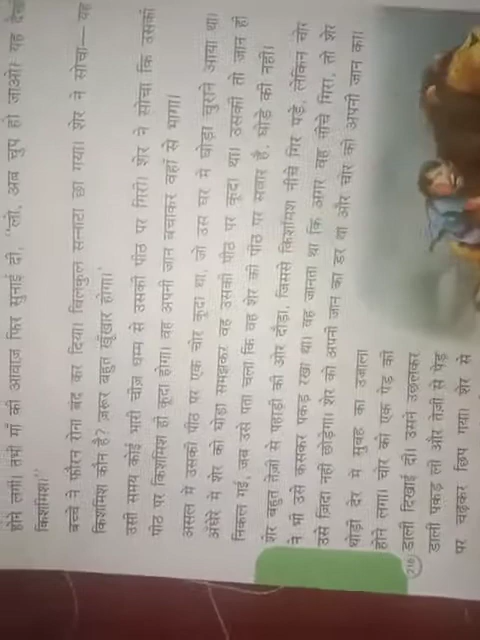 होने लगी। तभी माँ की आवाज़ फिर सुनाई दी, "लो, अब चुप हो जाओ। यह देखो
किशमिश।"
बच्चे ने फौरन रोना बंद कर दिया। बिलकुल सन्नाटा छा गया। शेर ने सोचा— यह
किशमिश कौन है? ज़रूर बहुत खूँखार होगा।'
उसी समय कोई भारी चीज़ धम्म से उसकी पीठ पर गिरी। शेर ने सोचा कि उसकी
पीठ पर किशमिश ही कूदा होगा। वह अपनी जान बचाकर वहाँ से भागा।
असल में उसकी पीठ पर एक चोर कूदा था, जो उस घर में घोड़ा चुराने आया था।
अँधेरे में शेर को घोड़ा समझकर वह उसकी पीठ पर कूदा था। उसकी तो जान ही
निकल गई, जब उसे पता चला कि वह शेर की पीठ पर सवार है, घोड़े की नहीं।
शेर बहुत तेज़ी से पहाड़ी की ओर दौड़ा, जिससे किशमिश नीचे गिर पड़े, लेकिन चोर
ने भी उसे कसकर पकड़ रखा था। वह जानता था कि अगर वह नीचे गिरा, तो शेर
उसे ज़िंदा नहीं छोड़ेगा। शेर को अपनी जान का डर था और चोर को अपनी जान का।
थोड़ी देर में सुबह का उजाला
होने लगा। चोर को एक पेड़ की
डाली दिखाई दी। उसने उछलकर
डाली पकड़ ली और तेज़ी से पेड़
पर चढ़कर छिप गया। शेर से
218